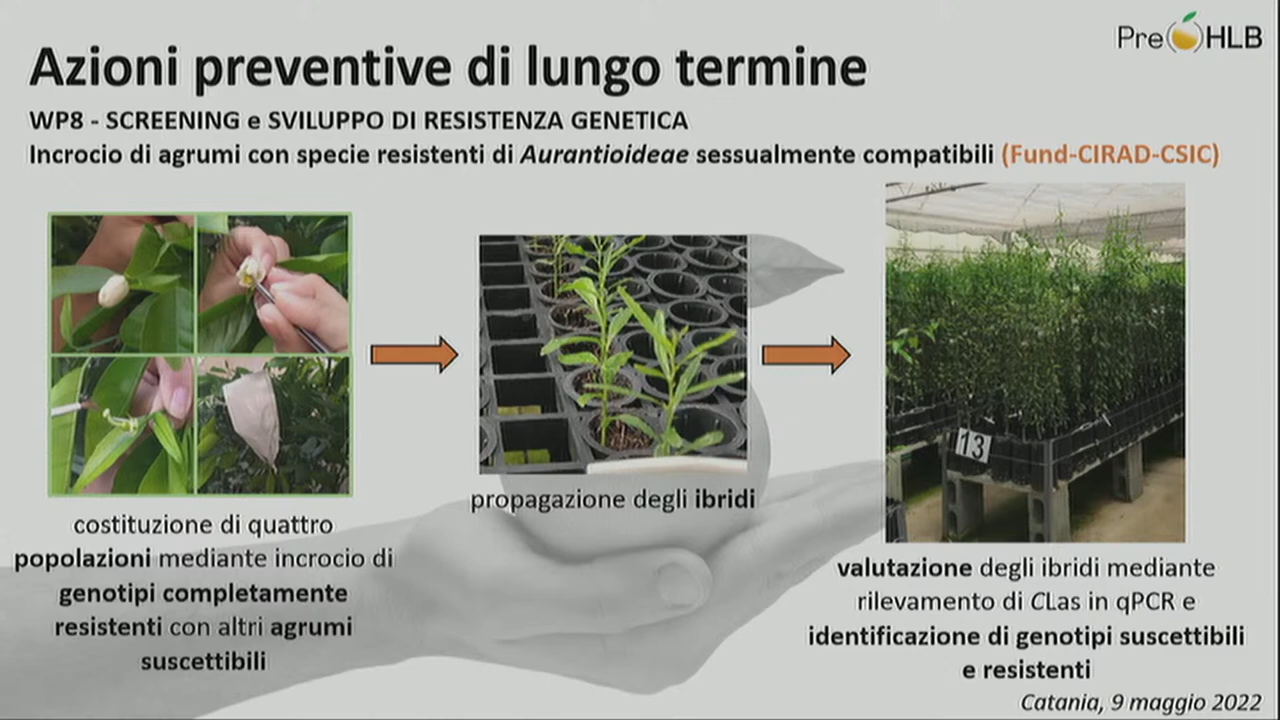 Pre HLB
Azioni preventive di lungo termine
WP8 - SCREENING e SVILUPPO DI RESISTENZA GENETICA
Incrocio di agrumi con specie resistenti di Aurantioideae sessualmente compatibili (Fund-CIRAD-CSIC)
13
costituzione di quattro
popolazioni mediante incrocio di
genotipi completamente
resistenti con altri agrumi
suscettibili
propagazione degli ibridi
valutazione degli ibridi mediante
rilevamento di CLas in qPCR e
identificazione di genotipi suscettibili
e resistenti
Catania, 9 maggio 2022